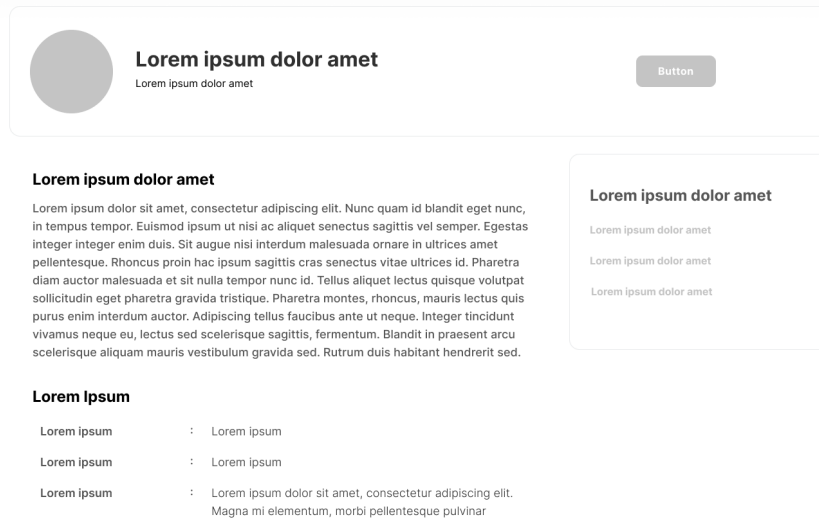 Lorem ipsum dolor amet
Lorem ipsum dolor amet
Button
Lorem ipsum dolor amet
Lorem ipsum dolor sit amet, consectetur adipiscing elit. Nunc quam id blandit eget nunc,
in tempus tempor. Euismod ipsum ut nisi ac aliquet senectus sagittis vel semper. Egestas
integer integer enim duis. Sit augue nisi interdum malesuada ornare in ultrices amet
pellentesque. Rhoncus proin hac ipsum sagittis cras senectus vitae ultrices id. Pharetra
diam auctor malesuada et sit nulla tempor nunc id. Tellus aliquet lectus quisque volutpat
sollicitudin eget pharetra gravida tristique. Pharetra montes, rhoncus, mauris lectus quis
purus enim interdum auctor. Adipiscing tellus faucibus ante ut neque. Integer tincidunt
vivamus neque eu, lectus sed scelerisque sagittis, fermentum. Blandit in praesent arcu
scelerisque aliquam mauris vestibulum gravida sed. Rutrum duis habitant hendrerit sed.
Lorem Ipsum
Lorem ipsum : Lorem ipsum
Lorem ipsum : Lorem ipsum
Lorem ipsum : Lorem ipsum dolor sit amet, consectetur adipiscing elit.
Magna mi elementum, morbi pellentesque pulvinar
Lorem ipsum dolor amet
Lorem ipsum dolor amet
Lorem ipsum dolor amet
Lorem ipsum dolor amet